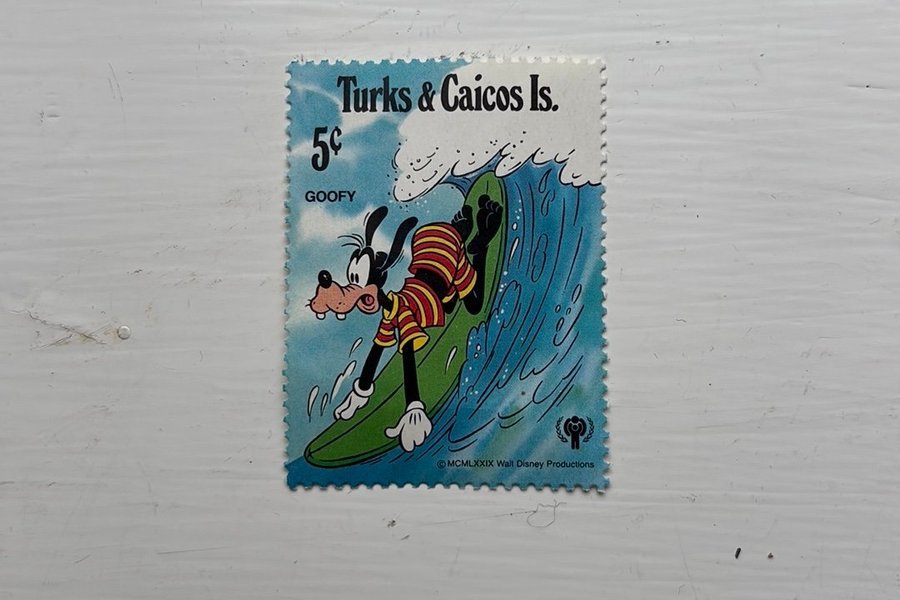 Turks & Caicos Is.
5¢
GOOFY
© MCMLXXIX Walt Disney Productions